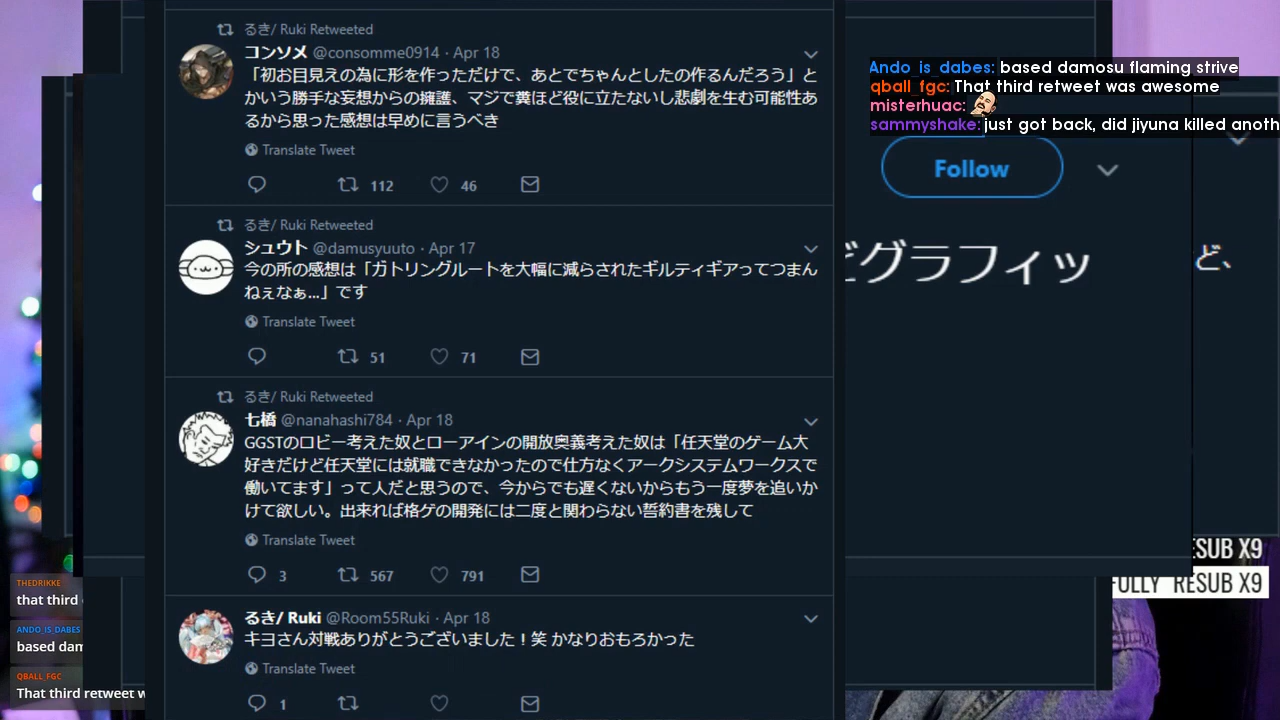 るき/ Ruki Retweeted
コンソメ @consomme0914 · Apr 18
「初お目見えの為に形を作っただけで、あとでちゃんとしたの作るんだろう」と
かいう勝手な妄想からの擁護、マジで糞ほど役に立たないし悲劇を生む可能性あ
るから思った感想は早めに言うべき
Translate Tweet
112 46
るき/ Ruki Retweeted
シュウト @damusyuuto · Apr 17
今の所の感想は「ガトリングルートを大幅に減らされたギルティギアってつまん
ねぇなぁ...」です
Translate Tweet
51 71
るき/ Ruki Retweeted
七橋 @nanahashi784 · Apr 18
GGSTのロビー考えた奴とローアインの開放奥義考えた奴は「任天堂のゲーム大
好きだけど任天堂には就職できなかったので仕方なくアークシステムワークスで
働いてます」って人だと思うので、今からでも遅くないからもう一度夢を追いか
けて欲しい。出来れば格ゲの開発には二度と関わらない誓約書を残して
Translate Tweet
3 567 791
るき/ Ruki @Room55Ruki · Apr 18
キヨさん対戦ありがとうございました！笑 かなりおもろかった
Translate Tweet
1
Ando_is_dabes: based damosu flaming strive
qball_fgc: That third retweet was awesome
misterhuac:
sammyshake: just got back, did jiyuna killed anoth
Follow
どグラフィッ
ど、
ESUB X9
FULLY RESUB X9
THEDRIKKE
that third
ANDO_IS_DABES
based dam
QBALL_FGC
That third retweet w